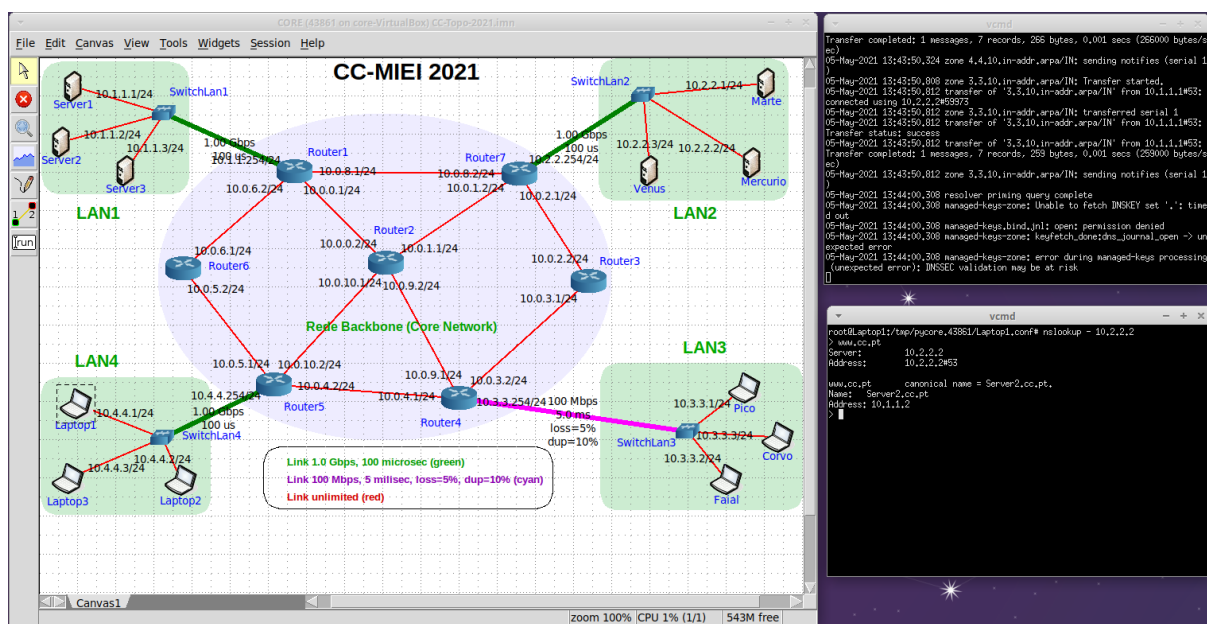 CORE (43861 on core-VirtualBox) CC-Topo-2021.imn
File Edit Canvas View Tools Widgets Session Help
CC-MIEI 2021
Server1
10.1.1.1/24
SwitchLan1
10.1.1.2/24
Server2
10.1.1.3/24
Server3
LAN1
1.00 Gbps
100 us
10.1.1.254/24
Router1
10.0.8.1/24
10.0.6.2/24
10.0.0.1/24
SwitchLan2
10.2.2.1/24
Marte
10.2.2.3/24
10.2.2.2/24
Venus
Mercurio
LAN2
1.00 Gbps
100 us
10.2.2.254/24
Router7
10.0.8.2/24
10.0.1.2/24
10.0.2.1/24
Router2
10.0.0.2/24
10.0.1.1/24
10.0.10.1/24
10.0.9.2/24
10.0.6.1/24
Router6
10.0.5.2/24
10.0.2.2/24
Router3
10.0.3.1/24
Rede Backbone (Core Network)
LAN4
10.0.5.1/24
10.0.10.2/24
10.4.4.254/24
10.0.4.2/24
Router5
1.00 Gbps
100 us
Laptop1
10.4.4.1/24
SwitchLan4
10.4.4.3/24
10.4.4.2/24
Laptop3
Laptop2
10.0.9.1/24
10.0.3.2/24
10.0.4.1/24
10.3.3.254/24
Router4
100 Mbps
5.0 ms
loss=5%
dup=10%
LAN3
10.3.3.1/24
Pico
SwitchLan3
10.3.3.3/24
Corvo
10.3.3.2/24
Faial
Link 1.0 Gbps, 100 microsec (green)
Link 100 Mbps, 5 milisec, loss=5%, dup=10% (cyan)
Link unlimited (red)
run
Canvas1
zoom 100% CPU 1% (1/1) 543M free
vcmd
Transfer completed: 1 messages, 7 records, 266 bytes, 0.001 secs (266000 bytes/s
ec)
05-May-2021 13:43:50.324 zone 4.4.10.in-addr.arpa/IN: sending notifies (serial 1
)
05-May-2021 13:43:50.808 zone 3.3.10.in-addr.arpa/IN: Transfer started.
05-May-2021 13:43:50.812 transfer of '3.3.10.in-addr.arpa/IN' from 10.1.1.1#53:
connected using 10.2.2.2#59973
05-May-2021 13:43:50.812 zone 3.3.10.in-addr.arpa/IN: transferred serial 1
05-May-2021 13:43:50.812 transfer of '3.3.10.in-addr.arpa/IN' from 10.1.1.1#53:
Transfer status: success
05-May-2021 13:43:50.812 transfer of '3.3.10.in-addr.arpa/IN' from 10.1.1.1#53:
Transfer completed: 1 messages, 7 records, 259 bytes, 0.001 secs (259000 bytes/s
ec)
05-May-2021 13:43:50.812 zone 3.3.10.in-addr.arpa/IN: sending notifies (serial 1
)
05-May-2021 13:44:00.308 resolver priming query complete
05-May-2021 13:44:00.308 managed-keys-zone: Unable to fetch DNSKEY set '.': time
d out
05-May-2021 13:44:00.308 managed-keys.bind.jnl: open: permission denied
05-May-2021 13:44:00.308 managed-keys-zone: keyfetch_done:dns_journal_open -> un
expected error
05-May-2021 13:44:00.308 managed-keys-zone: error during managed-keys processing
(unexpected error): DNSSEC validation may be at risk
vcmd
root@Laptop1:/tmp/pycore.43861/Laptop1.conf# nslookup - 10.2.2.2
> www.cc.pt
Server: 10.2.2.2
Address: 10.2.2.2#53
www.cc.pt canonical name = Server2.cc.pt.
Name: Server2.cc.pt
Address: 10.1.1.2
>